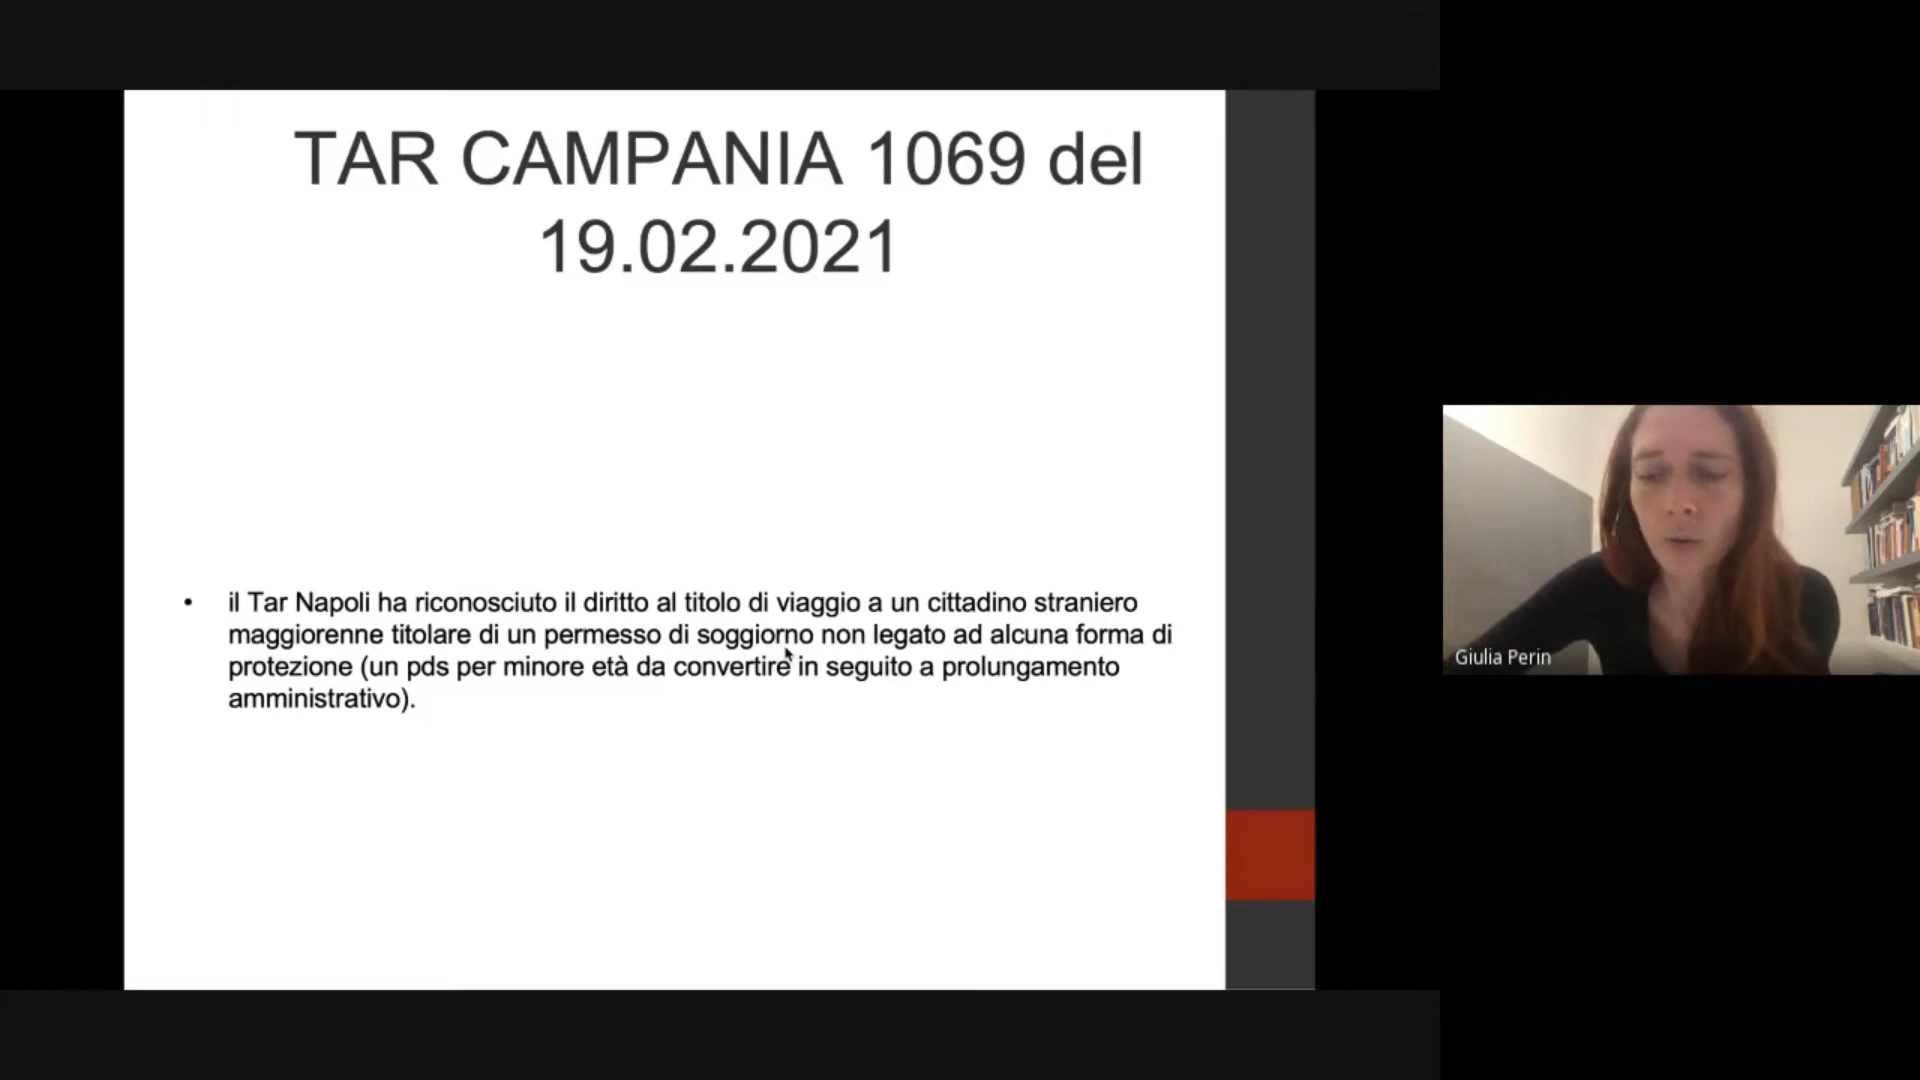 TAR CAMPANIA 1069 del
19.02.2021
• il Tar Napoli ha riconosciuto il diritto al titolo di viaggio a un cittadino straniero
maggiorenne titolare di un permesso di soggiorno non legato ad alcuna forma di
protezione (un pds per minore età da convertire in seguito a prolungamento
amministrativo).
Giulia Perin